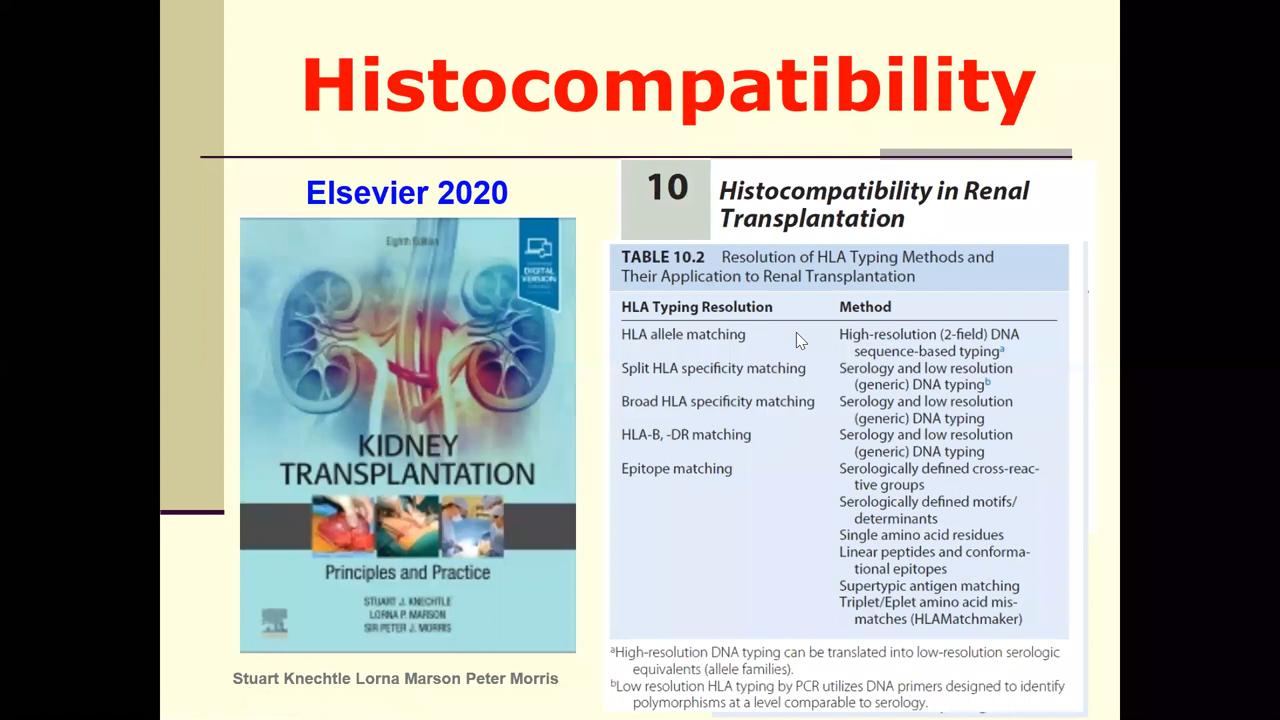 Histocompatibility
Elsevier 2020
Eighth Edition
DIGITAL
VERSION
KIDNEY
TRANSPLANTATION
Principles and Practice
STUART J. KNECHTLE
LORNA P. MARSON
SIR PETER J. MORRIS
Stuart Knechtle Lorna Marson Peter Morris
10
Histocompatibility in Renal
Transplantation
TABLE 10.2 Resolution of HLA Typing Methods and
Their Application to Renal Transplantation
HLA Typing Resolution Method
HLA allele matching High-resolution (2-field) DNA
sequence-based typingᵃ
Split HLA specificity matching Serology and low resolution
(generic) DNA typingᵇ
Broad HLA specificity matching Serology and low resolution
(generic) DNA typing
HLA-B, -DR matching Serology and low resolution
(generic) DNA typing
Epitope matching Serologically defined cross-reac-
tive groups
Serologically defined motifs/
determinants
Single amino acid residues
Linear peptides and conforma-
tional epitopes
Supertypic antigen matching
Triplet/Eplet amino acid mis-
matches (HLAMatchmaker)
ᵃHigh-resolution DNA typing can be translated into low-resolution serologic
equivalents (allele families).
ᵇLow resolution HLA typing by PCR utilizes DNA primers designed to identify
polymorphisms at a level comparable to serology.